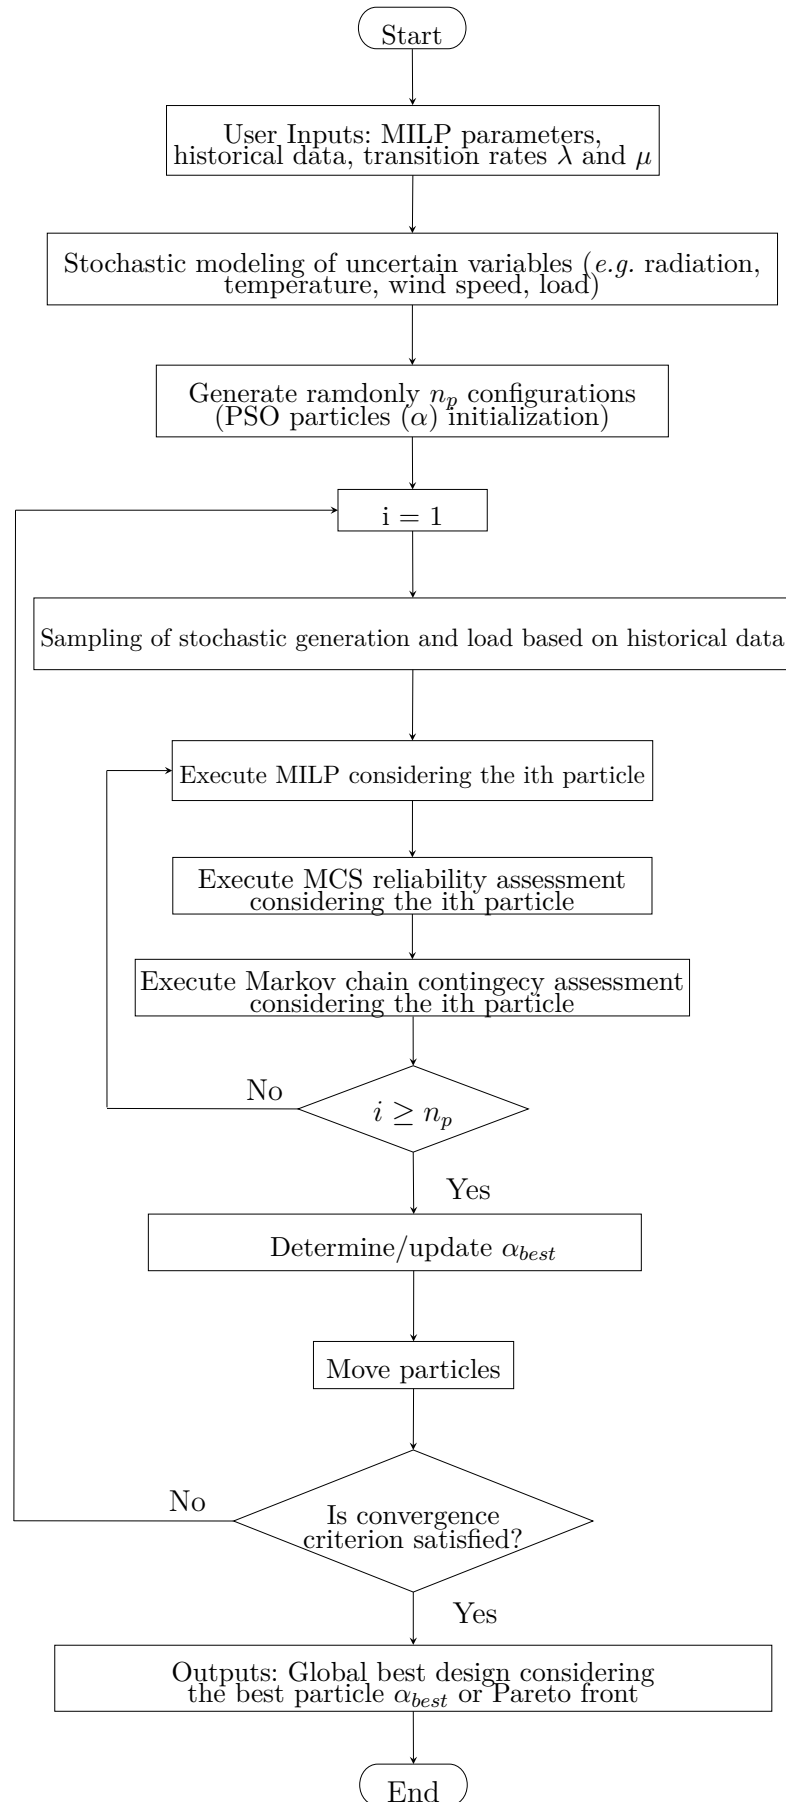 Start
User Inputs: MILP parameters,
historical data, transition rates λ and μ
Stochastic modeling of uncertain variables (e.g. radiation,
temperature, wind speed, load)
Generate ramdonly n_p configurations
(PSO particles (α) initialization)
i = 1
Sampling of stochastic generation and load based on historical data
Execute MILP considering the ith particle
Execute MCS reliability assessment
considering the ith particle
Execute Markov chain contingecy assessment
considering the ith particle
No
i ≥ n_p
Yes
Determine/update α_best
Move particles
No
Is convergence
criterion satisfied?
Yes
Outputs: Global best design considering
the best particle α_best or Pareto front
End